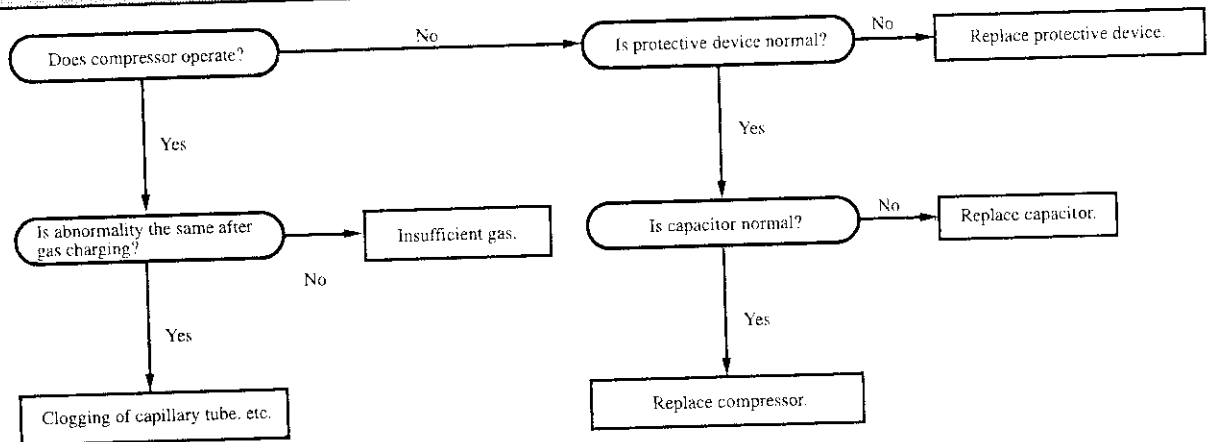 Does compressor operate?
No
Is protective device normal?
No
Replace protective device.
Yes
Yes
Is abnormality the same after
gas charging?
No
Insufficient gas.
Is capacitor normal?
No
Replace capacitor.
Yes
Yes
Clogging of capillary tube. etc.
Replace compressor.